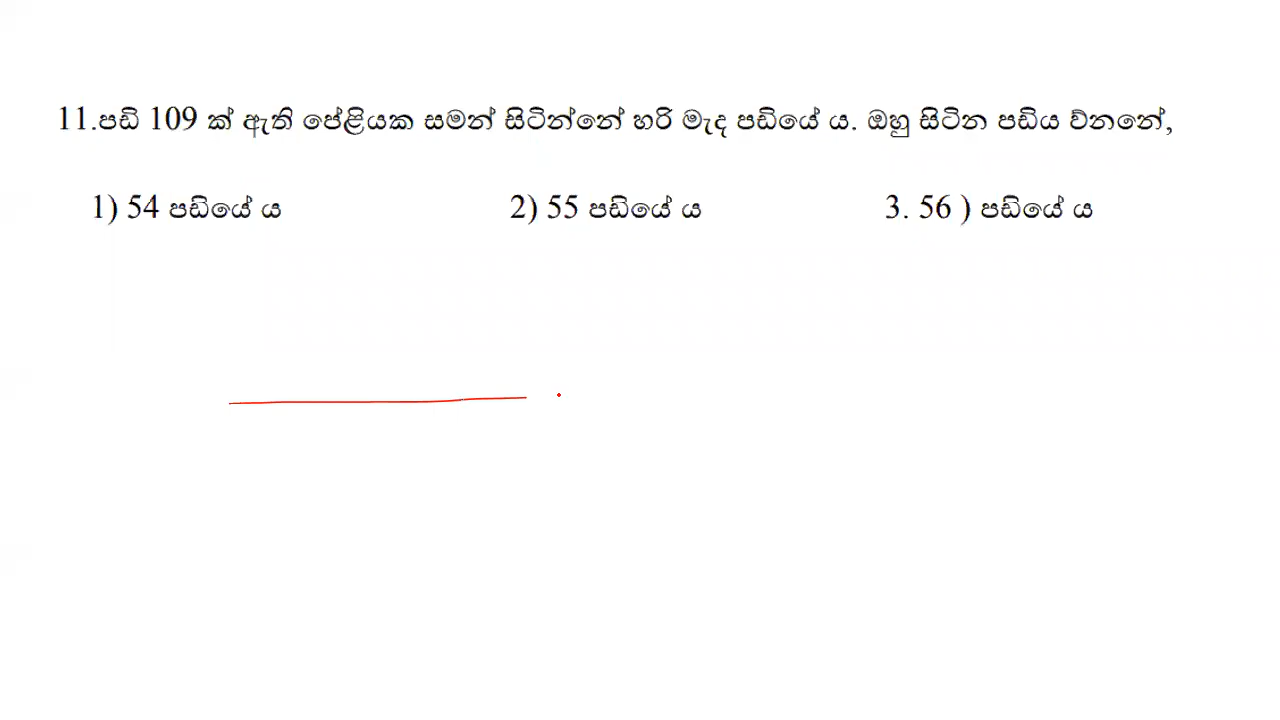 11.පඩි 109 ක් ඇති පේළියක සමන් සිටින්නේ හරි මැද පඩියේ ය. ඔහු සිටින පඩිය ව්නනේ,
1) 54 පඩියේ ය 2) 55 පඩියේ ය 3. 56 ) පඩියේ ය